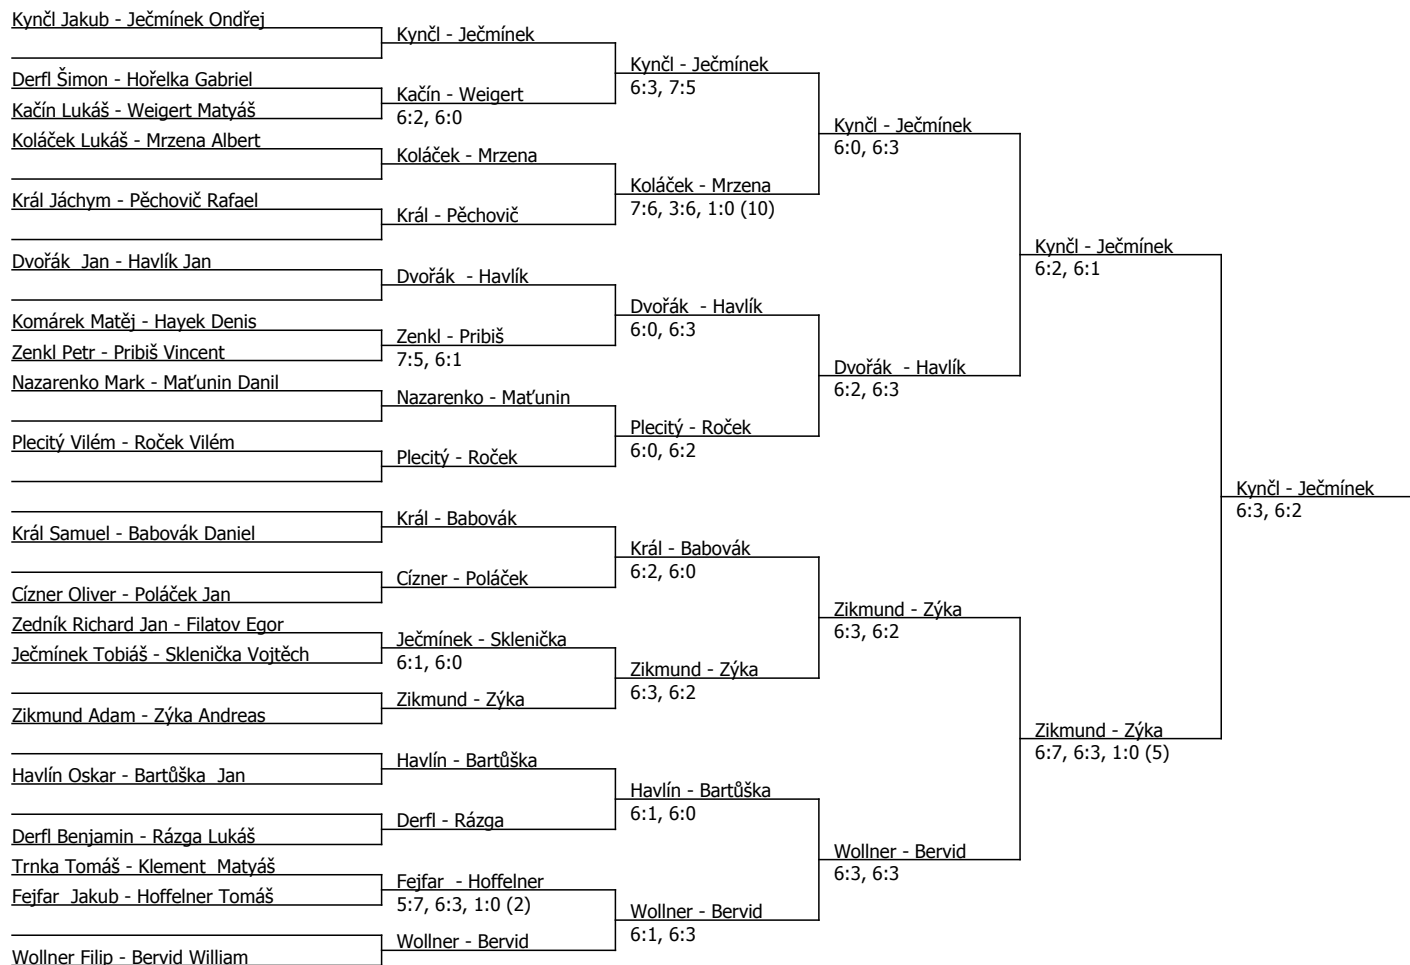 Kynčl Jakub - Ječmínek Ondřej
Derfl Šimon - Hořelka Gabriel
Kačín Lukáš - Weigert Matyáš
Koláček Lukáš - Mrzena Albert
Král Jáchym - Pěchovič Rafael
Dvořák  Jan - Havlík Jan
Komárek Matěj - Hayek Denis
Zenkl Petr - Pribiš Vincent
Nazarenko Mark - Maťunin Danil
Plecitý Vilém - Roček Vilém
Král Samuel - Babovák Daniel
Cízner Oliver - Poláček Jan
Zedník Richard Jan - Filatov Egor
Ječmínek Tobiáš - Sklenička Vojtěch
Zikmund Adam - Zýka Andreas
Havlín Oskar - Bartůška  Jan
Derfl Benjamin - Rázga Lukáš
Trnka Tomáš - Klement  Matyáš
Fejfar  Jakub - Hoffelner Tomáš
Wollner Filip - Bervid William
Kynčl - Ječmínek
Kačín - Weigert
6:2, 6:0
Koláček - Mrzena
Král - Pěchovič
Dvořák  - Havlík
Zenkl - Pribiš
7:5, 6:1
Nazarenko - Maťunin
Plecitý - Roček
Král - Babovák
Cízner - Poláček
Ječmínek - Sklenička
6:1, 6:0
Zikmund - Zýka
Havlín - Bartůška
Derfl - Rázga
Fejfar  - Hoffelner
5:7, 6:3, 1:0 (2)
Wollner - Bervid
Kynčl - Ječmínek
6:3, 7:5
Koláček - Mrzena
7:6, 3:6, 1:0 (10)
Dvořák  - Havlík
6:0, 6:3
Plecitý - Roček
6:0, 6:2
Král - Babovák
6:2, 6:0
Zikmund - Zýka
6:3, 6:2
Havlín - Bartůška
6:1, 6:0
Wollner - Bervid
6:1, 6:3
Kynčl - Ječmínek
6:0, 6:3
Dvořák  - Havlík
6:2, 6:3
Zikmund - Zýka
6:3, 6:2
Wollner - Bervid
6:3, 6:3
Kynčl - Ječmínek
6:2, 6:1
Zikmund - Zýka
6:7, 6:3, 1:0 (5)
Kynčl - Ječmínek
6:3, 6:2